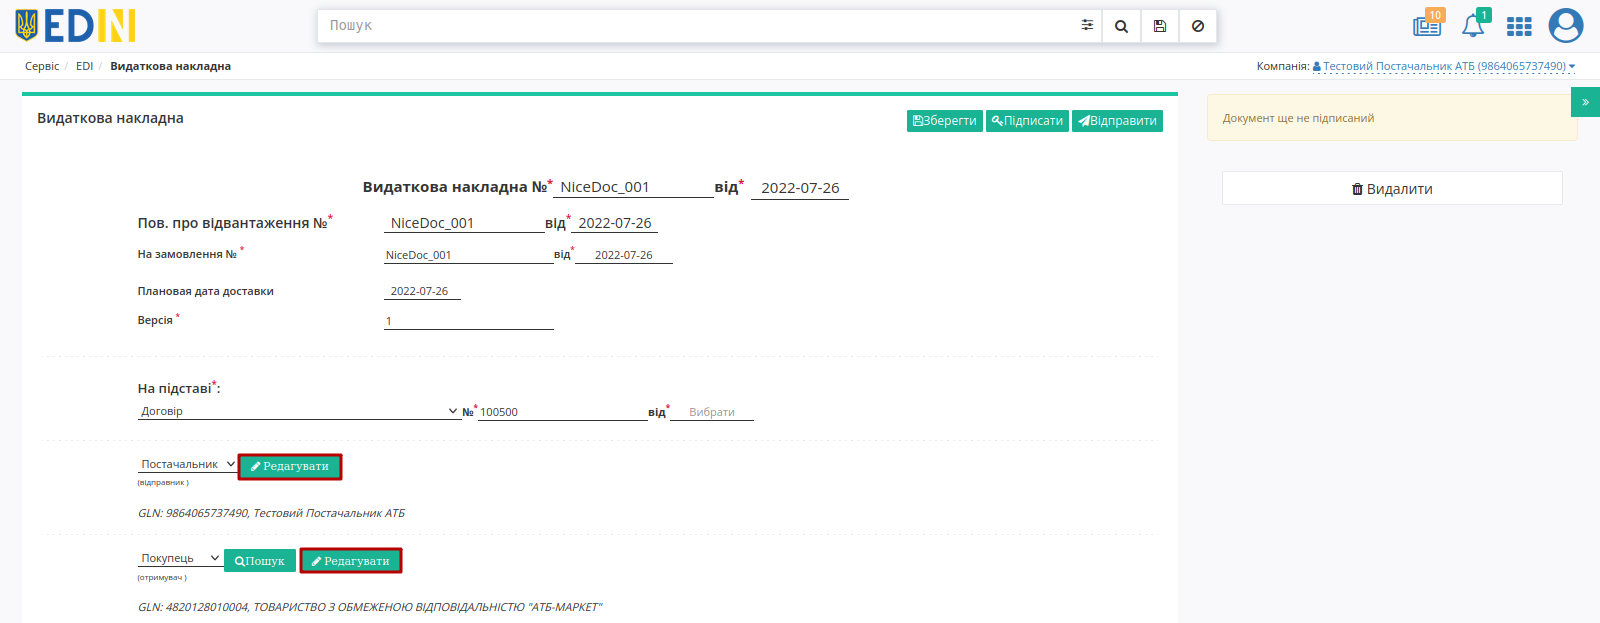 EDIN
Пошук
10
1
Сервіс / EDI / Видаткова накладна
Компанія: Тестовий Постачальник АТБ (9864065737490)
Видаткова накладна
Зберегти Підписати Відправити
»
Документ ще не підписаний
Видалити
Видаткова накладна №* NiceDoc_001 від* 2022-07-26
Пов. про відвантаження №* NiceDoc_001 від* 2022-07-26
На замовлення № * NiceDoc_001 від* 2022-07-26
Плановая дата доставки 2022-07-26
Версія * 1
На підставі*:
Договір №* 100500 від* Вибрати
Постачальник Редагувати
(відправник )
GLN: 9864065737490, Тестовий Постачальник АТБ
Покупець Пошук Редагувати
(отримувач )
GLN: 4820128010004, ТОВАРИСТВО З ОБМЕЖЕНОЮ ВІДПОВІДАЛЬНІСТЮ "АТБ-МАРКЕТ"